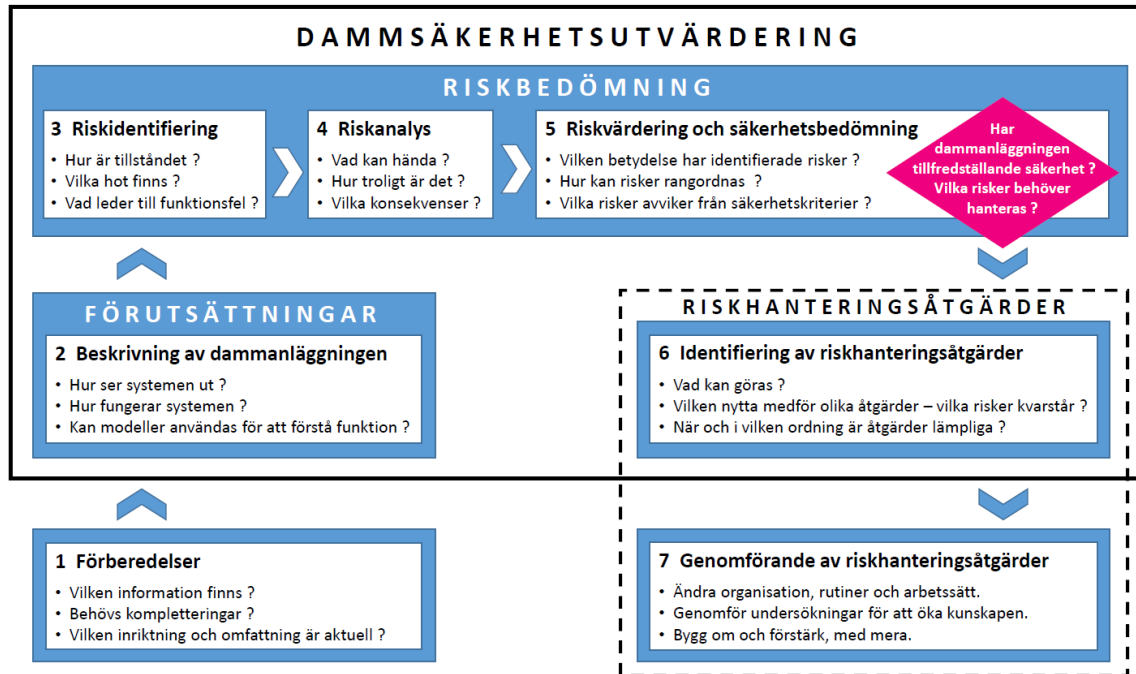 DAMMSÄKERHETSUTVÄRDERING
RISKBEDÖMNING
3 Riskidentifiering
• Hur är tillståndet ?
• Vilka hot finns ?
• Vad leder till funktionsfel ?
4 Riskanalys
• Vad kan hända ?
• Hur troligt är det ?
• Vilka konsekvenser ?
5 Riskvärdering och säkerhetsbedömning
• Vilken betydelse har identifierade risker ?
• Hur kan risker rangordnas ?
• Vilka risker avviker från säkerhetskriterier ?
Har
dammanläggningen
tillfredställande säkerhet ?
Vilka risker behöver
hanteras ?
FÖRUTSÄTTNINGAR
2 Beskrivning av dammanläggningen
• Hur ser systemen ut ?
• Hur fungerar systemen ?
• Kan modeller användas för att förstå funktion ?
RISKHANTERINGSÅTGÄRDER
6 Identifiering av riskhanteringsåtgärder
• Vad kan göras ?
• Vilken nytta medför olika åtgärder – vilka risker kvarstår ?
• När och i vilken ordning är åtgärder lämpliga ?
1 Förberedelser
• Vilken information finns ?
• Behövs kompletteringar ?
• Vilken inriktning och omfattning är aktuell ?
7 Genomförande av riskhanteringsåtgärder
• Ändra organisation, rutiner och arbetssätt.
• Genomför undersökningar för att öka kunskapen.
• Bygg om och förstärk, med mera.